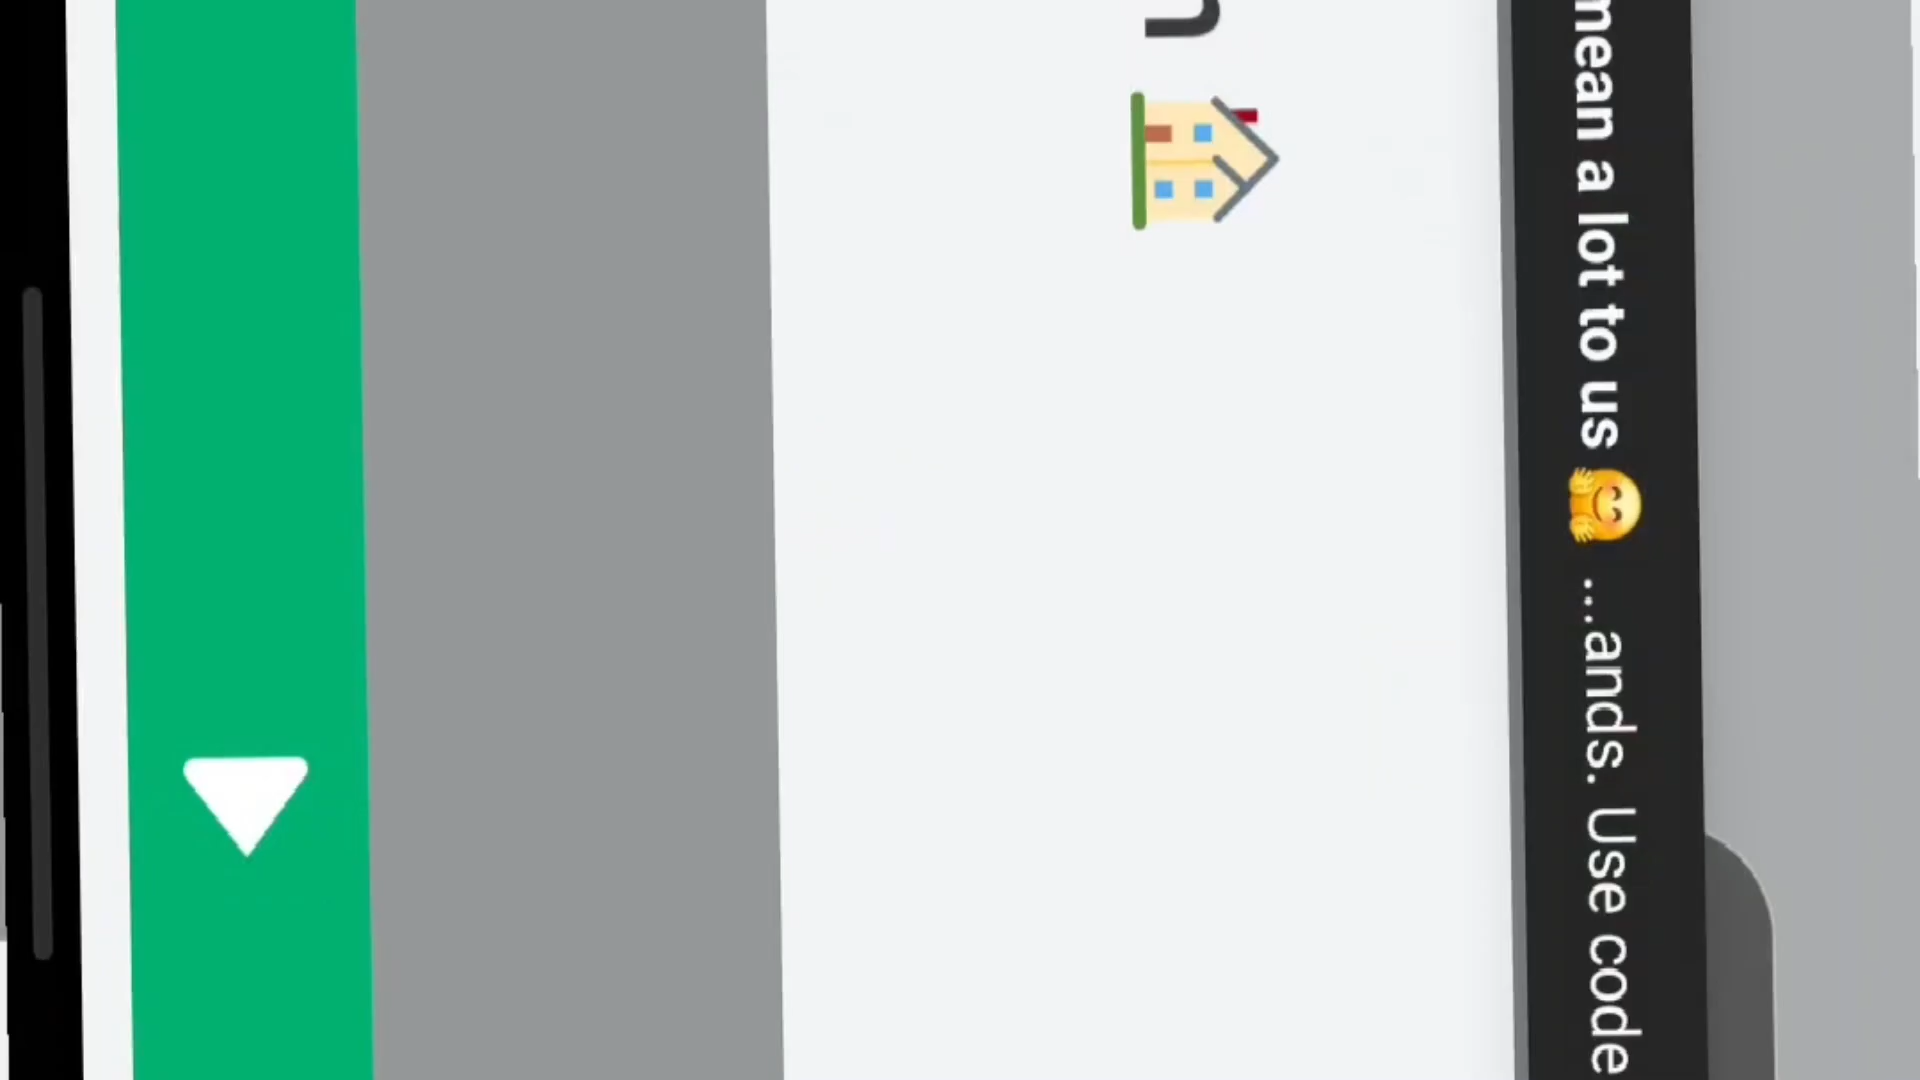 mean a lot to us 🤗 ...ands. Use code